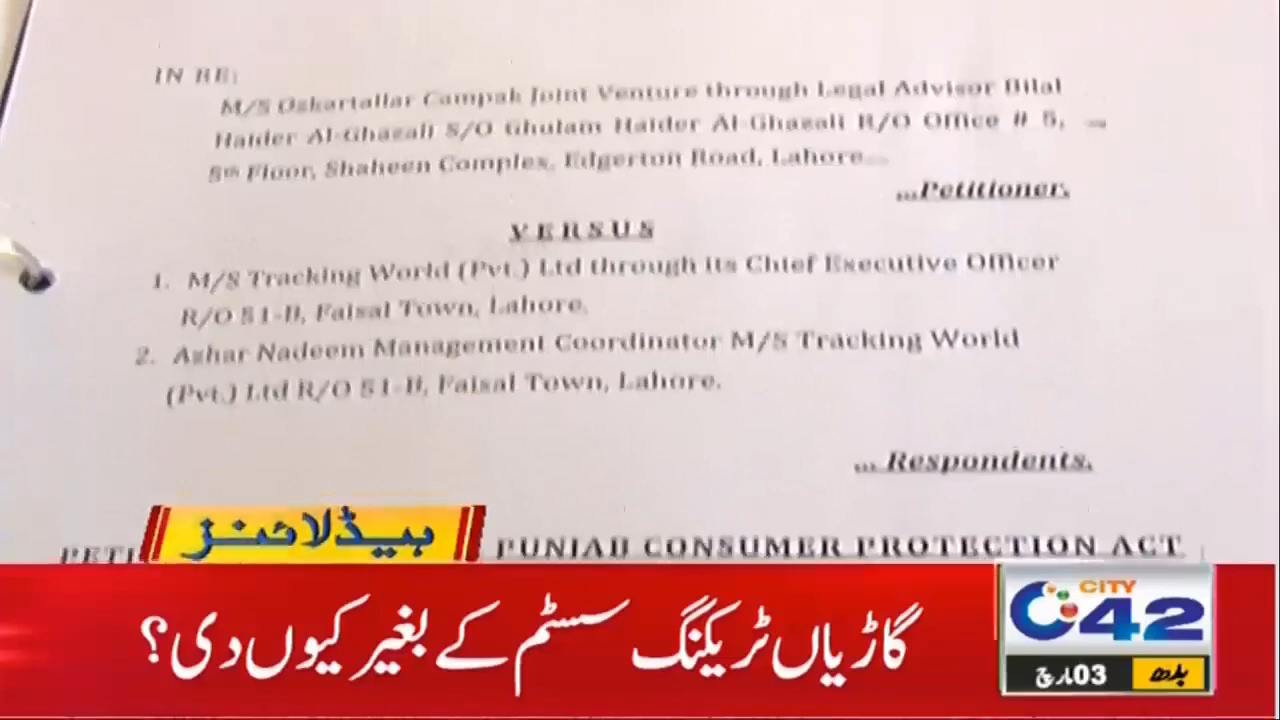 IN RE:
M/S Ozkartallar Campak Joint Venture through Legal Advisor Bilal
Haider Al-Ghazali S/O Ghulam Haider Al-Ghazali R/O Office # 5,
5th Floor, Shaheen Complex, Edgerton Road, Lahore...
...Petitioner.
VERSUS
1. M/S Tracking World (Pvt.) Ltd through its Chief Executive Officer
R/O 51-B, Faisal Town, Lahore.
2. Azhar Nadeem Management Coordinator M/S Tracking World
(Pvt.) Ltd R/O 51-B, Faisal Town, Lahore.
... Respondents.
PUNJAB CONSUMER PROTECTION ACT
ہیڈلائنز
گاڑیاں ٹریکنگ سسٹم کے بغیر کیوں دی؟
CITY
42
بدھ 03 مارچ